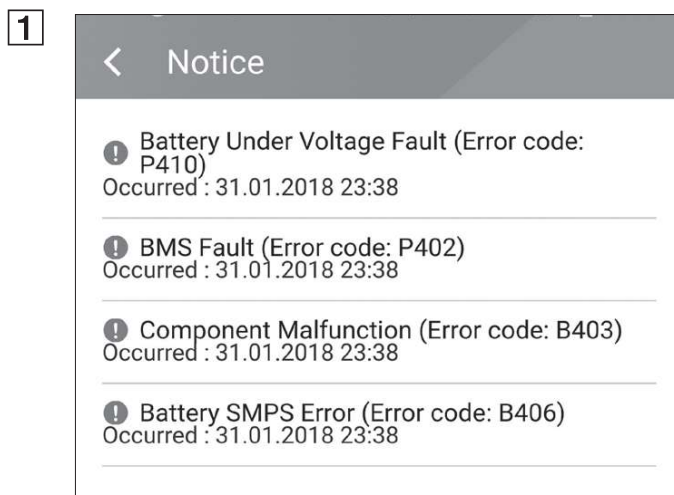 1
Notice
Battery Under Voltage Fault (Error code:
P410)
Occurred : 31.01.2018 23:38
BMS Fault (Error code: P402)
Occurred : 31.01.2018 23:38
Component Malfunction (Error code: B403)
Occurred : 31.01.2018 23:38
Battery SMPS Error (Error code: B406)
Occurred : 31.01.2018 23:38